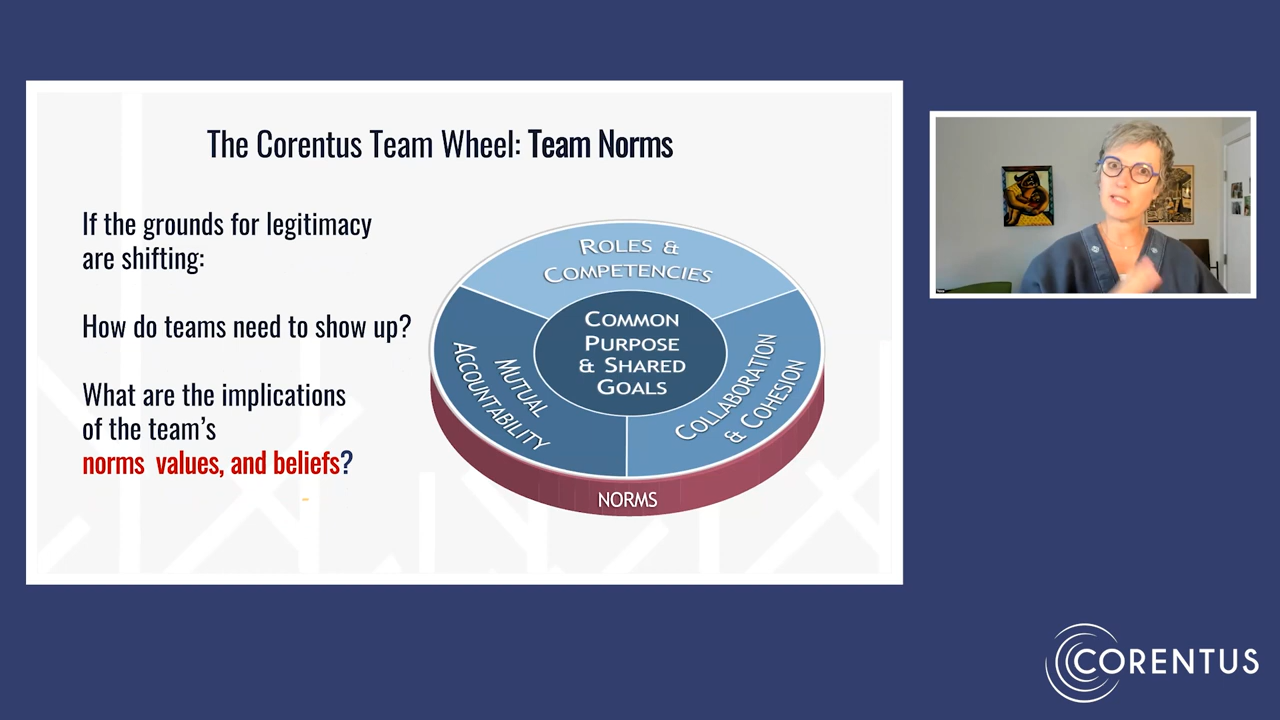 The Corentus Team Wheel: Team Norms
If the grounds for legitimacy
are shifting:
How do teams need to show up?
What are the implications
of the team's
norms values, and beliefs?
ROLES &
COMPETENCIES
COMMON
PURPOSE
& SHARED
GOALS
MUTUAL
ACCOUNTABILITY
COLLABORATION
& COHESION
NORMS
CORENTUS